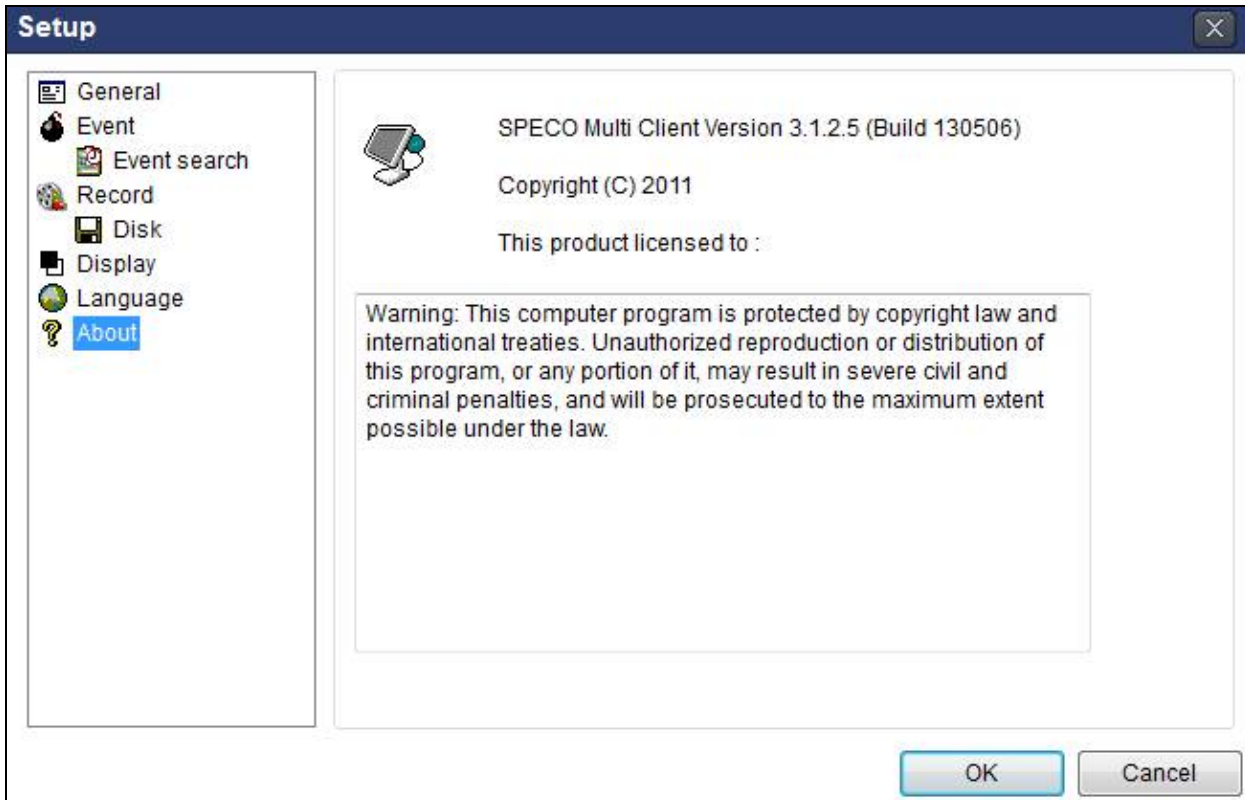 Setup
General
Event
Event search
Record
Disk
Display
Language
About
SPECO Multi Client Version 3.1.2.5 (Build 130506)
Copyright (C) 2011
This product licensed to :
Warning: This computer program is protected by copyright law and
international treaties. Unauthorized reproduction or distribution of
this program, or any portion of it, may result in severe civil and
criminal penalties, and will be prosecuted to the maximum extent
possible under the law.
OK
Cancel